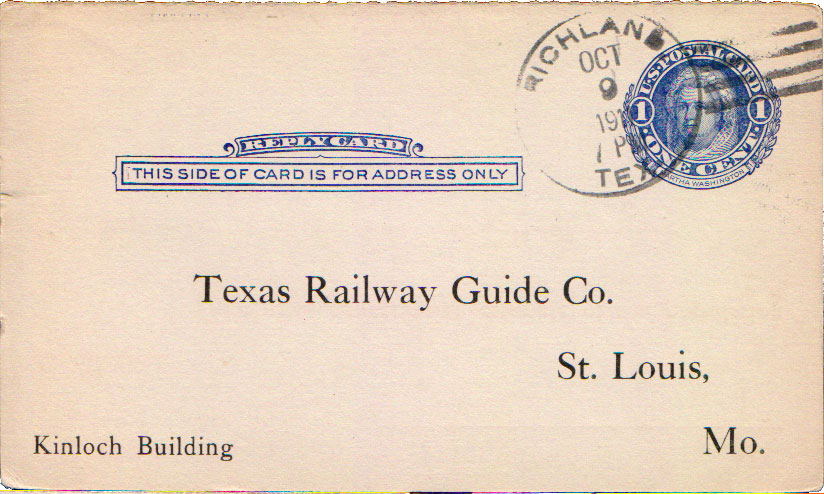 RICHLAND
OCT
9
TEX
U.S. POSTAL CARD
1 1
ONE CENT
MARTHA WASHINGTON
REPLY CARD
THIS SIDE OF CARD IS FOR ADDRESS ONLY
Texas Railway Guide Co.
St. Louis,
Kinloch Building Mo.